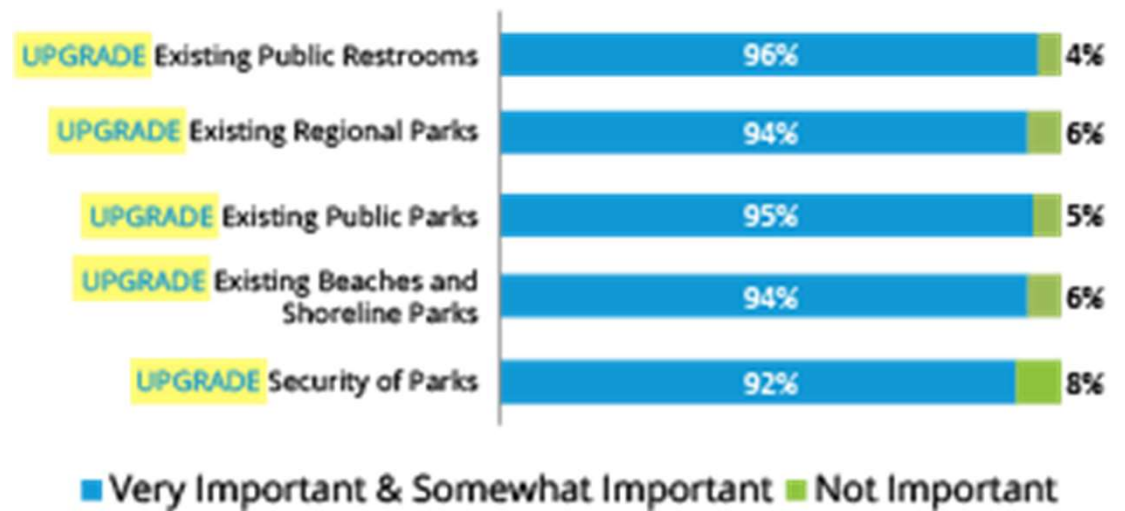 UPGRADE Existing Public Restrooms 96% 4%
UPGRADE Existing Regional Parks 94% 6%
UPGRADE Existing Public Parks 95% 5%
UPGRADE Existing Beaches and
Shoreline Parks 94% 6%
UPGRADE Security of Parks 92% 8%
Very Important & Somewhat Important Not Important